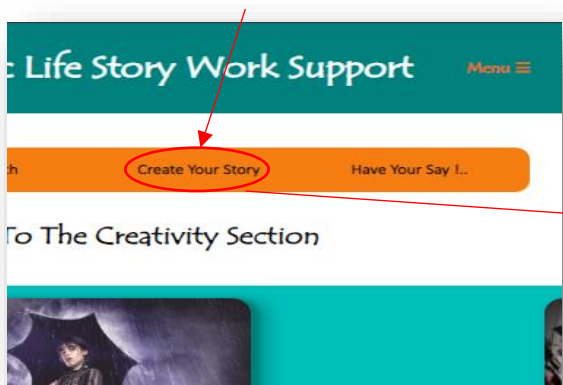 : Life Story Work Support
Menu ☰
Create Your Story
Have Your Say !..
To The Creativity Section